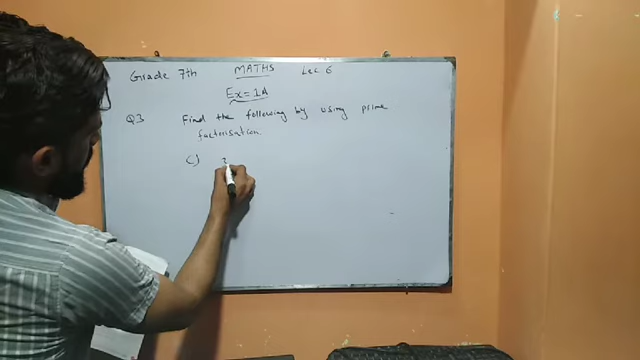 Grade 7th MATHS Lec 6
Ex = 1A
Q3 Find the following by using prime
factorisation.
(c)